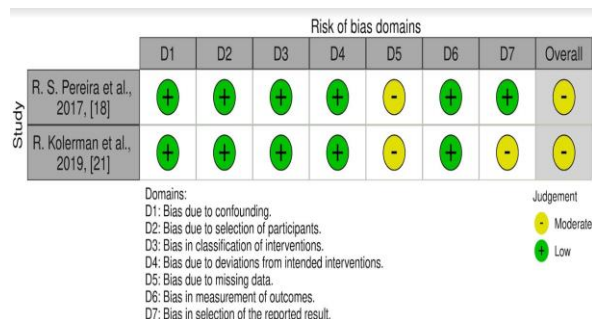 Risk of bias domains
D1 D2 D3 D4 D5 D6 D7 Overall
Study
R. S. Pereira et al.,
2017, [18]
+ + + + - + + -
R. Kolerman et al.,
2019, [21]
+ + + + - + - -
Domains:
D1: Bias due to confounding.
D2: Bias due to selection of participants.
D3: Bias in classification of interventions.
D4: Bias due to deviations from intended interventions.
D5: Bias due to missing data.
D6: Bias in measurement of outcomes.
D7: Bias in selection of the reported result.
Judgement
- Moderate
+ Low